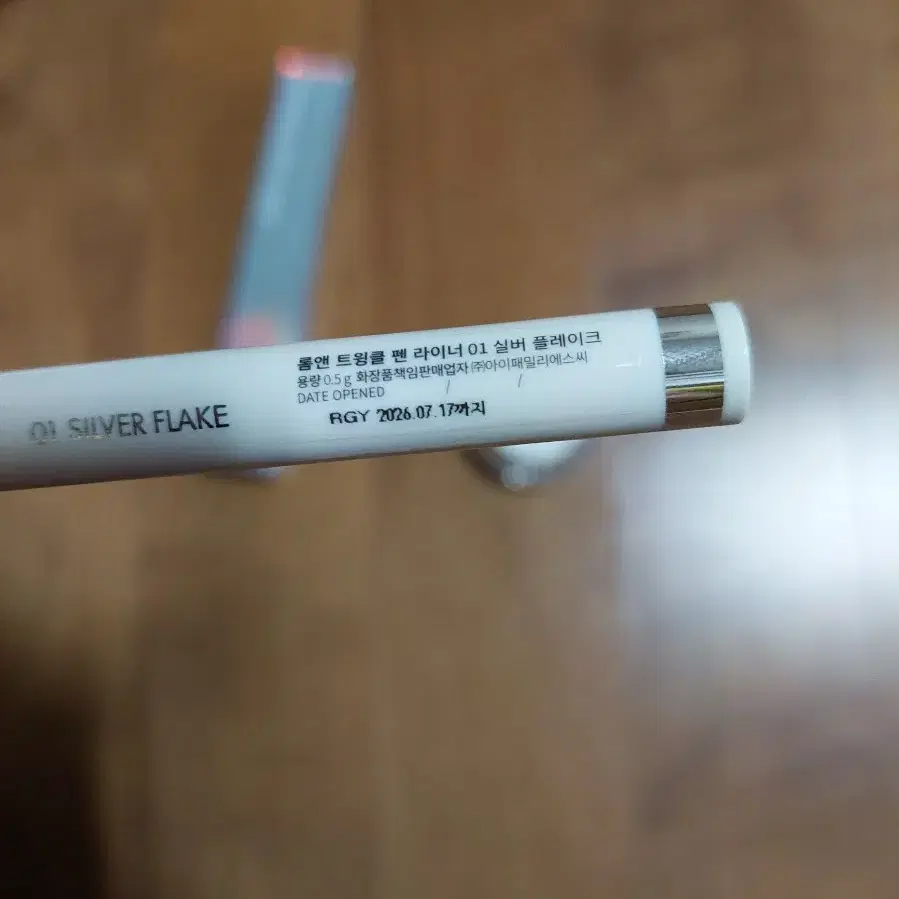 01 SILVER FLAKE
롬앤 트윙클 펜 라이너 01 실버 플레이크
용량 0.5 g 화장품책임판매업자 ㈜아이패밀리에스씨
DATE OPENED / /
RGY 2026.07.17까지